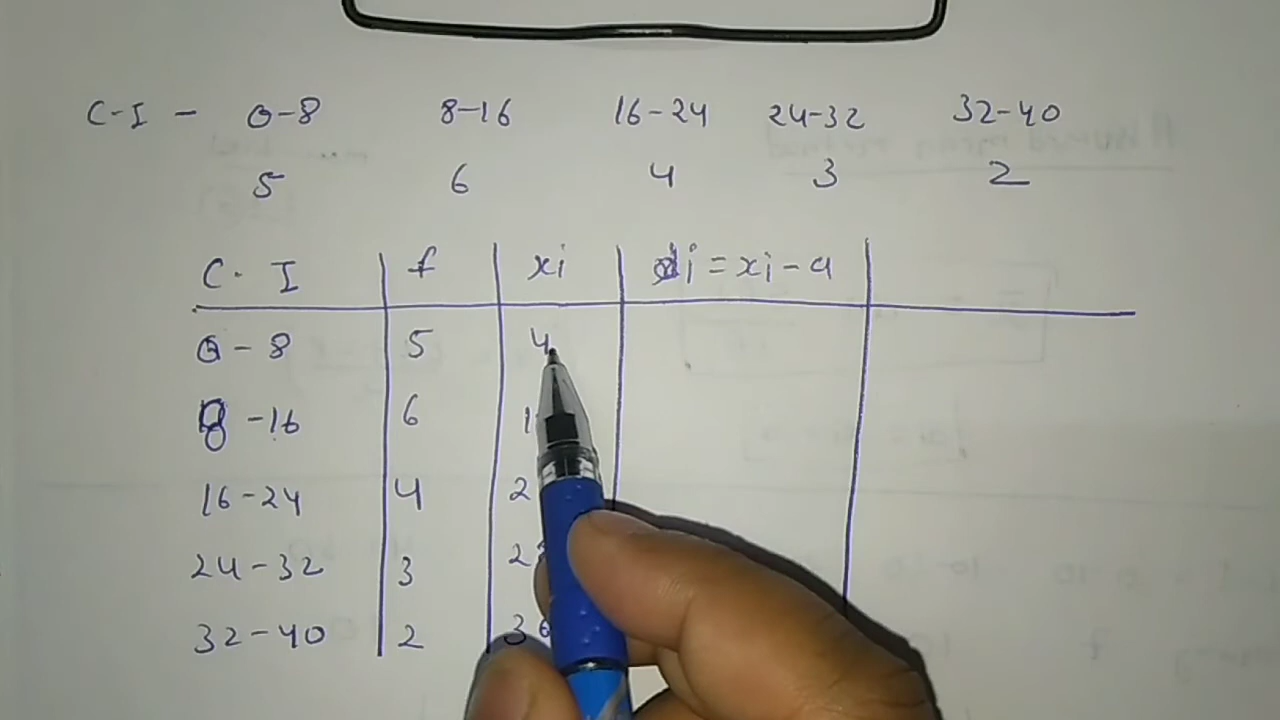 C-I - 0-8 8-16 16-24 24-32 32-40
5 6 4 3 2
C. I f xi di = xi - a
0-8 5 4
8-16 6
16-24 4
24-32 3
32-40 2 36